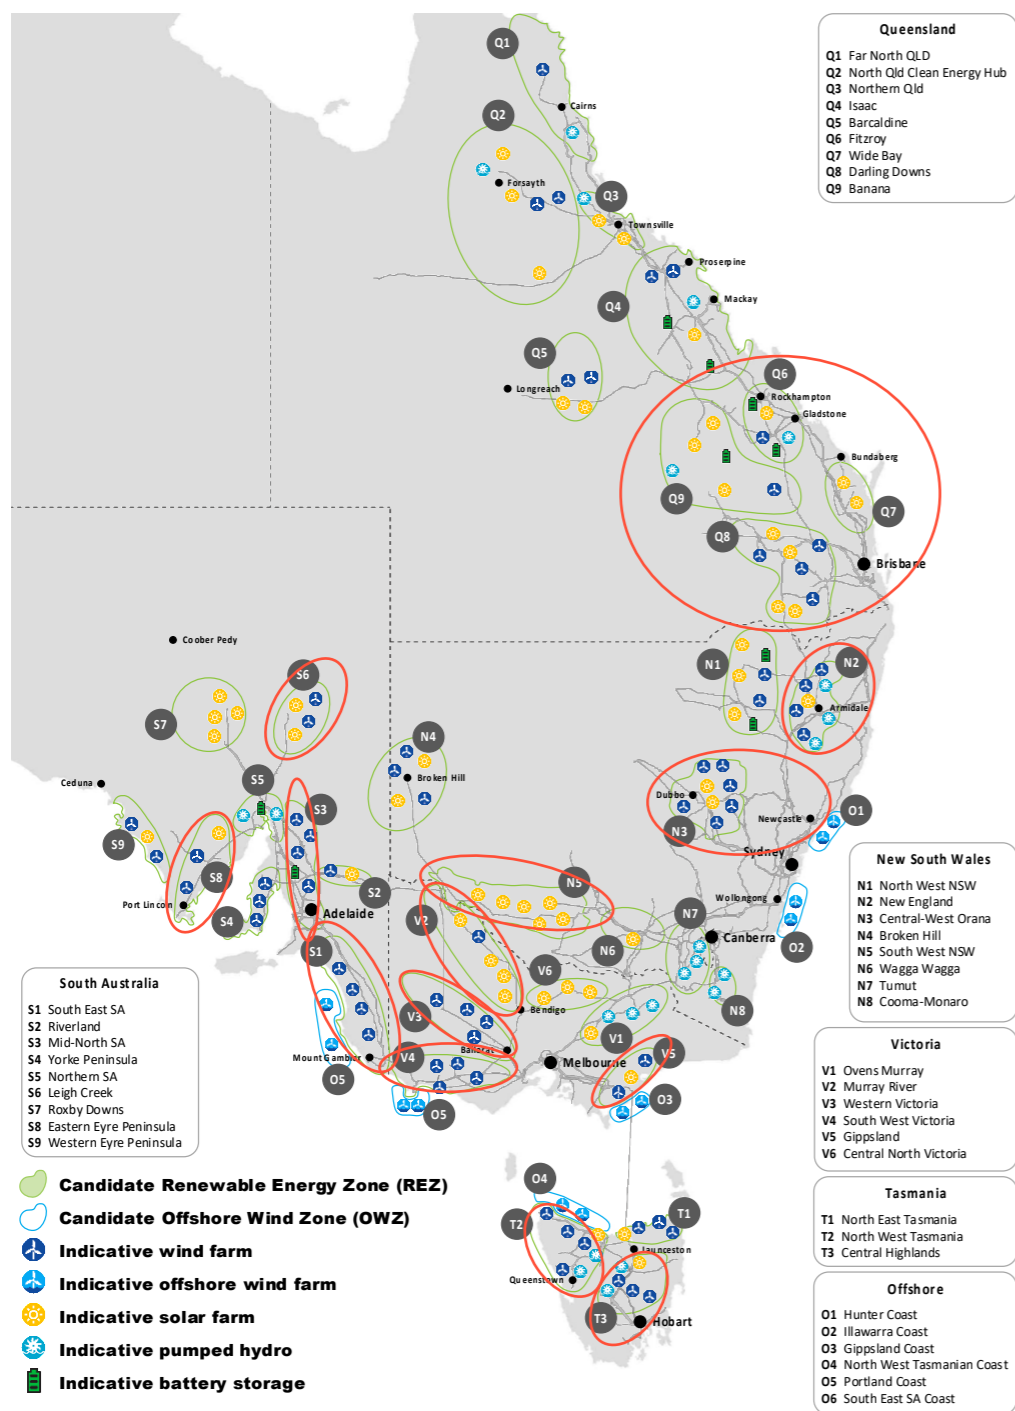 Queensland
Q1 Far North QLD
Q2 North Qld Clean Energy Hub
Q3 Northern Qld
Q4 Isaac
Q5 Barcaldine
Q6 Fitzroy
Q7 Wide Bay
Q8 Darling Downs
Q9 Banana
Q1
Cairns
Q2
Forsayth
Q3
Townsville
Proserpine
Q4
Mackay
Q5
Longreach
Q6
Rockhampton
Gladstone
Bundaberg
Q9
Q7
Q8
Brisbane
Coober Pedy
N1
N2
S6
Armidale
S7
N4
Broken Hill
Ceduna
S5
Dubbo
S3
Newcastle
O1
N3
S9
Sydney
S8
N5
S2
Port Lincoln
Wollongong
Adelaide
V2
S4
N7
Canberra
O2
S1
N6
V6
Bendigo
N8
V3
V1
Ballarat
V5
Mount Gambier
V4
Melbourne
O5
O3
O5
New South Wales
N1 North West NSW
N2 New England
N3 Central-West Orana
N4 Broken Hill
N5 South West NSW
N6 Wagga Wagga
N7 Tumut
N8 Cooma-Monaro
South Australia
S1 South East SA
S2 Riverland
S3 Mid-North SA
S4 Yorke Peninsula
S5 Northern SA
S6 Leigh Creek
S7 Roxby Downs
S8 Eastern Eyre Peninsula
S9 Western Eyre Peninsula
Victoria
V1 Ovens Murray
V2 Murray River
V3 Western Victoria
V4 South West Victoria
V5 Gippsland
V6 Central North Victoria
O4
T2
T1
Launceston
Queenstown
T3
Hobart
Tasmania
T1 North East Tasmania
T2 North West Tasmania
T3 Central Highlands
Offshore
O1 Hunter Coast
O2 Illawarra Coast
O3 Gippsland Coast
O4 North West Tasmanian Coast
O5 Portland Coast
O6 South East SA Coast
Candidate Renewable Energy Zone (REZ)
Candidate Offshore Wind Zone (OWZ)
Indicative wind farm
Indicative offshore wind farm
Indicative solar farm
Indicative pumped hydro
Indicative battery storage